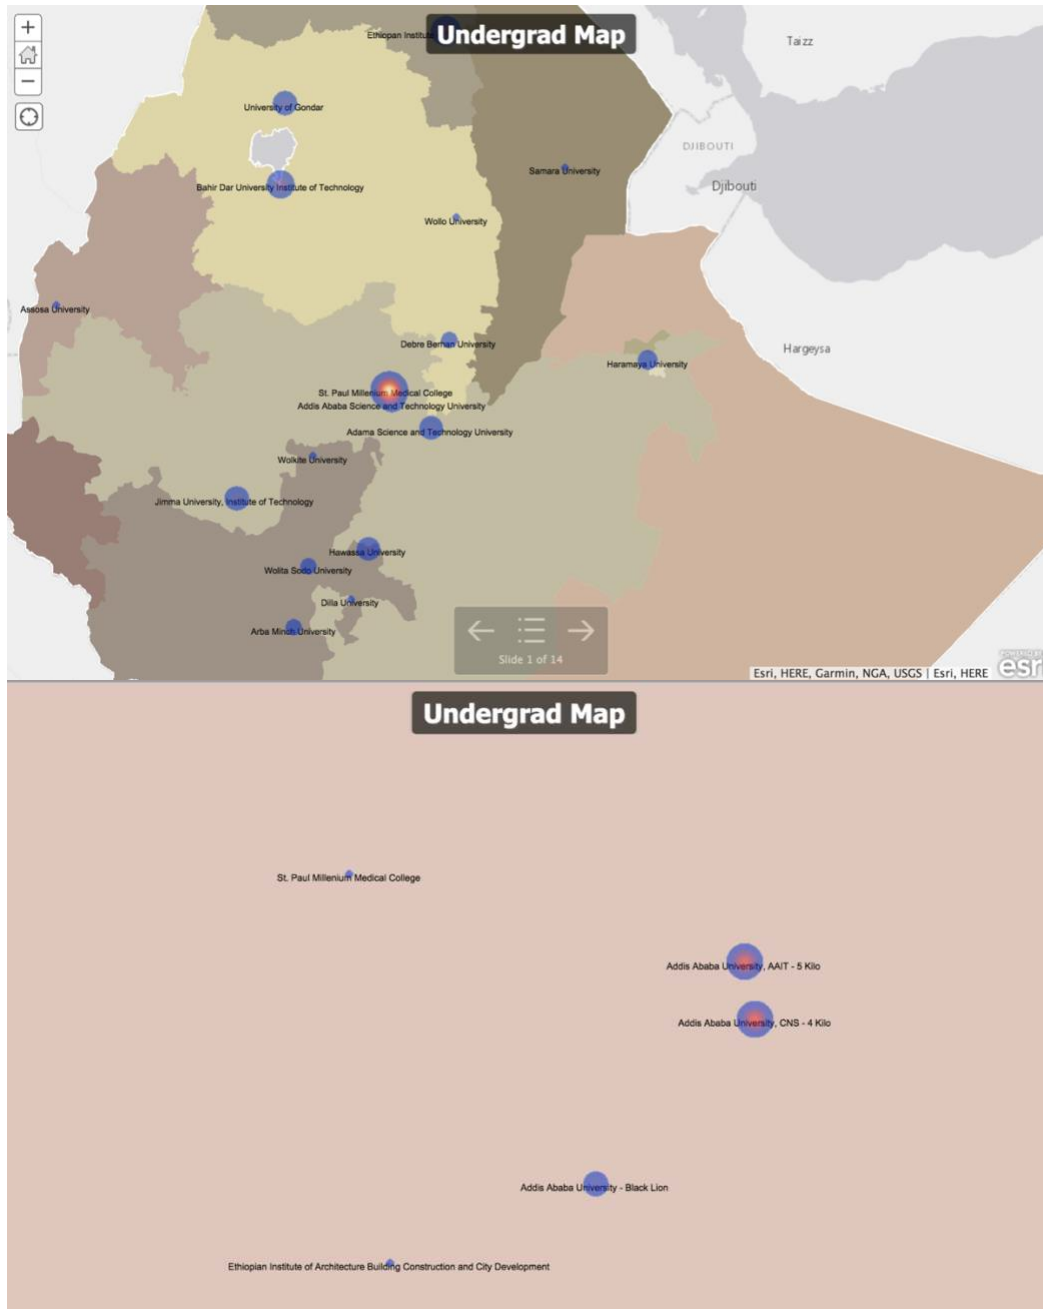 +
Undergrad Map
Ethiopan Institute
Taizz
−
University of Gondar
DJIBOUTI
Samara University
Djibouti
Bahir Dar University Institute of Technology
Wollo University
Assosa University
Debre Berhan University
Hargeysa
Haramaya University
St. Paul Millenium Medical College
Addis Ababa Science and Technology University
Adama Science and Technology University
Wolkite University
Jimma University, Institute of Technology
Hawassa University
Wolita Sodo University
Dilla University
Arba Minch University
Slide 1 of 14
POWERED BY
esri
Esri, HERE, Garmin, NGA, USGS | Esri, HERE
Undergrad Map
St. Paul Millenium Medical College
Addis Ababa University, AAIT - 5 Kilo
Addis Ababa University, CNS - 4 Kilo
Addis Ababa University - Black Lion
Ethiopian Institute of Architecture Building Construction and City Development